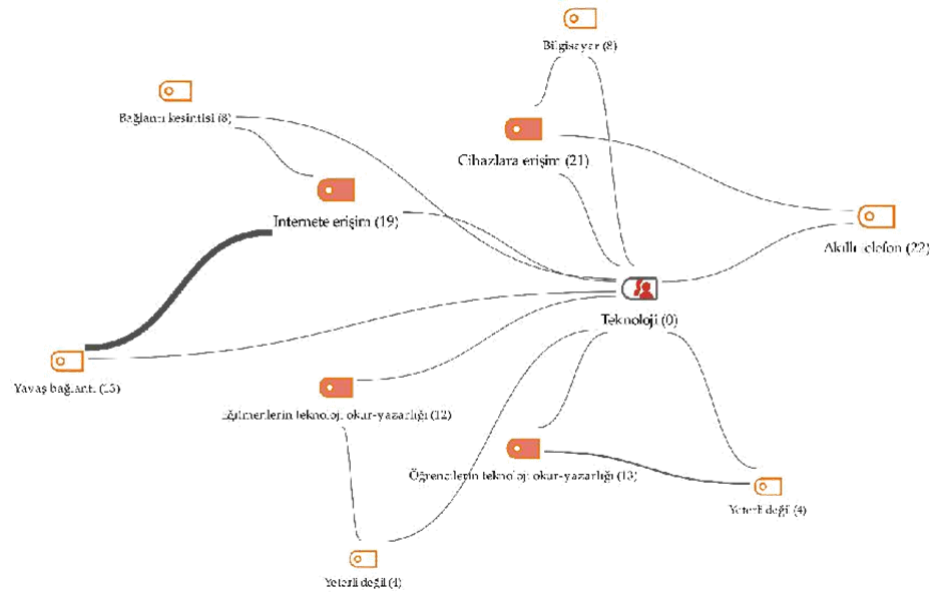 Bilgisayar (8)
Bağlantı kesintisi (8)
Cihazlara erişim (21)
İnternete erişim (19)
Akıllı telefon (22)
Teknoloji (0)
Yavaş bağlantı (15)
Eğitmenlerin teknoloji okur-yazarlığı (12)
Öğrencilerin teknoloji okur-yazarlığı (13)
Yeterli değil (4)
Yeterli değil (4)